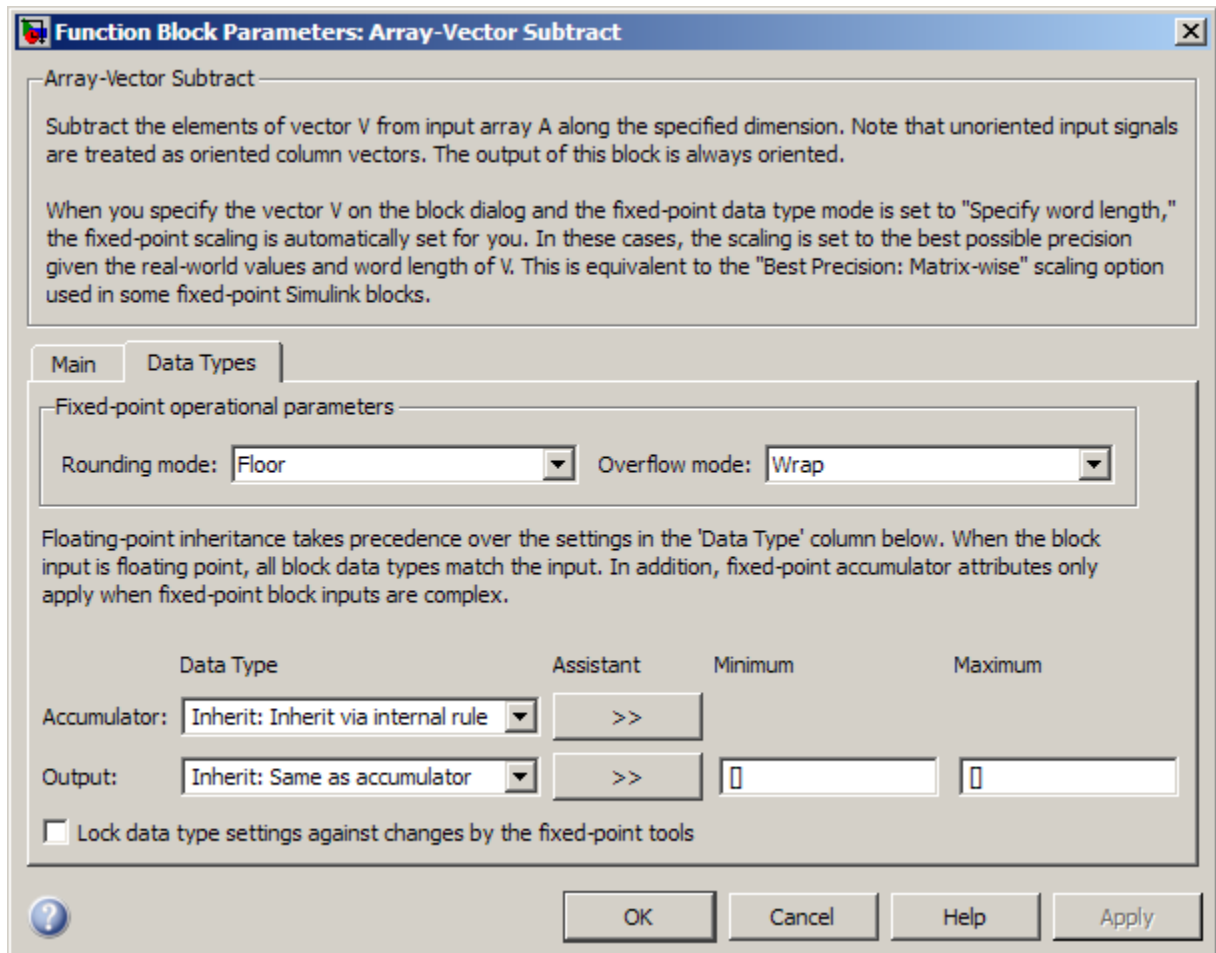 Function Block Parameters: Array-Vector Subtract
Array-Vector Subtract
Subtract the elements of vector V from input array A along the specified dimension. Note that unoriented input signals
are treated as oriented column vectors. The output of this block is always oriented.
When you specify the vector V on the block dialog and the fixed-point data type mode is set to "Specify word length,"
the fixed-point scaling is automatically set for you. In these cases, the scaling is set to the best possible precision
given the real-world values and word length of V. This is equivalent to the "Best Precision: Matrix-wise" scaling option
used in some fixed-point Simulink blocks.
Main Data Types
Fixed-point operational parameters
Rounding mode: Floor Overflow mode: Wrap
Floating-point inheritance takes precedence over the settings in the 'Data Type' column below. When the block
input is floating point, all block data types match the input. In addition, fixed-point accumulator attributes only
apply when fixed-point block inputs are complex.
Data Type Assistant Minimum Maximum
Accumulator: Inherit: Inherit via internal rule >>
Output: Inherit: Same as accumulator >> [] []
Lock data type settings against changes by the fixed-point tools
? OK Cancel Help Apply